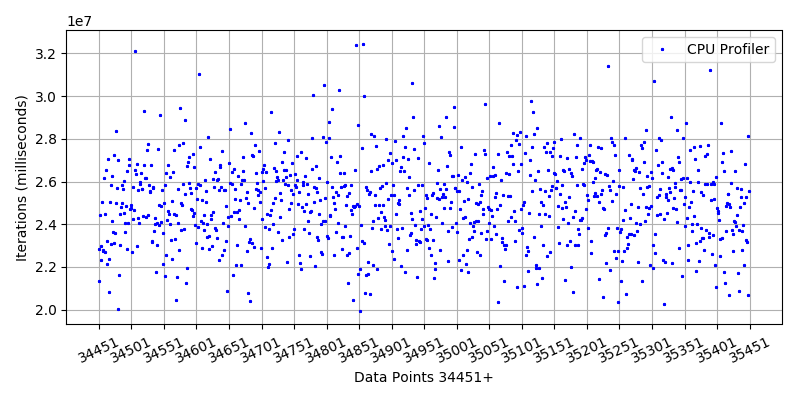 1e7
CPU Profiler
3.2
3.0
2.8
2.6
2.4
2.2
2.0
Iterations (milliseconds)
34451 34501 34551 34601 34651 34701 34751 34801 34851 34901 34951 35001 35051 35101 35151 35201 35251 35301 35351 35401 35451
Data Points 34451+